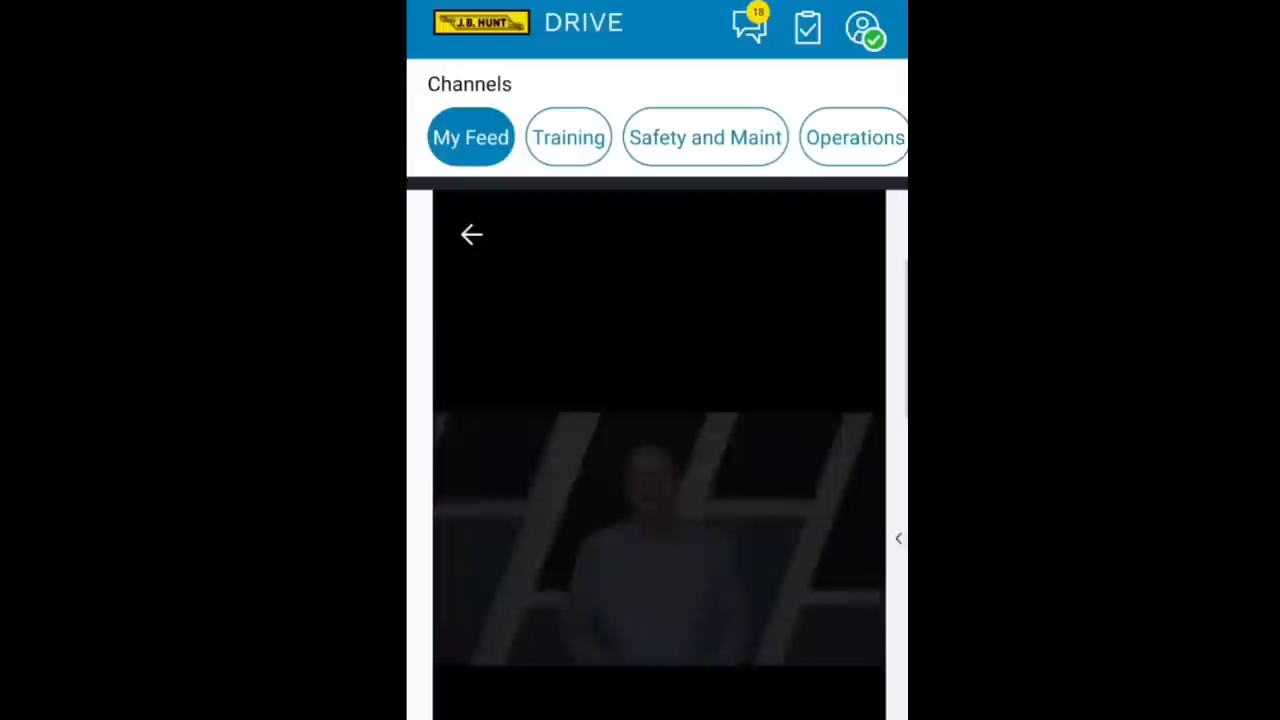 J.B. HUNT DRIVE 18
Channels
My Feed Training Safety and Maint Operations